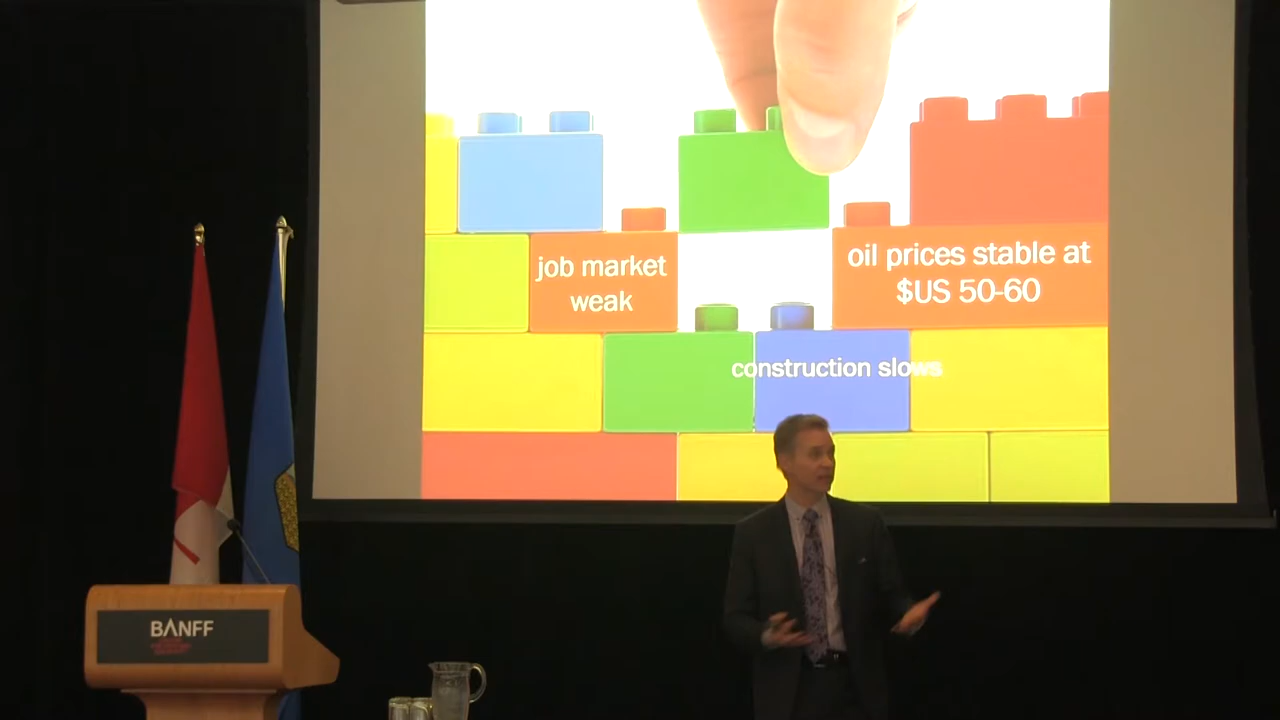 job market
weak
oil prices stable at
$US 50-60
construction slows
BANFF